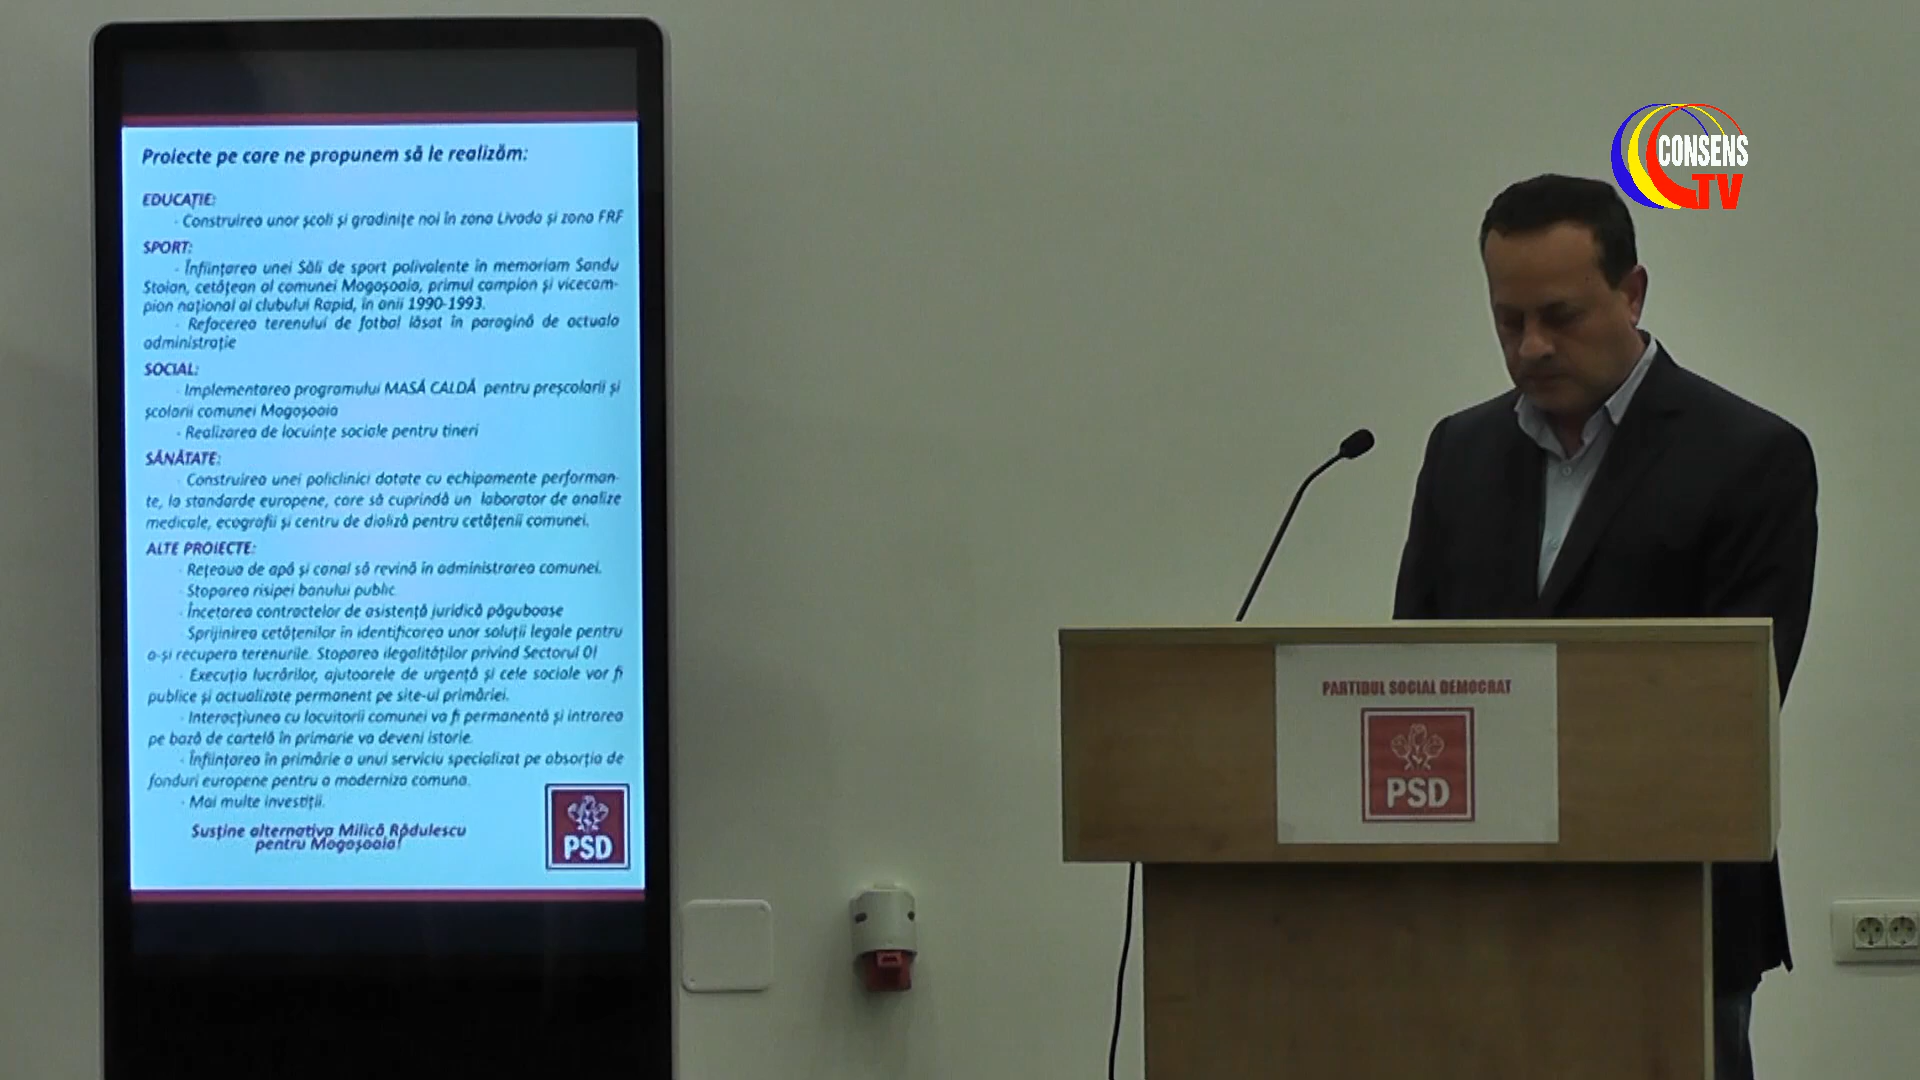 Proiecte pe care ne propunem să le realizăm:
EDUCAȚIE:
- Construirea unor școli și gradinițe noi în zona Livada și zona FRF
SPORT:
- Înființarea unei Săli de sport polivalente in memoriam Sandu
Stoian, cetățean al comunei Mogoșoaia, primul campion și vicecam-
pion național al clubului Rapid, în anii 1990-1993.
- Refacerea terenului de fotbal lăsat în paragină de actuala
administrație
SOCIAL:
- Implementarea programului MASĂ CALDĂ pentru preșcolarii și
școlarii comunei Mogoșoaia
- Realizarea de locuințe sociale pentru tineri
SĂNĂTATE:
- Construirea unei policlinici dotate cu echipamente performan-
te, la standarde europene, care să cuprindă un laborator de analize
medicale, ecografii și centru de dializă pentru cetățenii comunei.
ALTE PROIECTE:
- Rețeaua de apă și canal să revină în administrarea comunei.
- Stoparea risipei banului public
- Încetarea contractelor de asistență juridică păguboase
- Sprijinirea cetățenilor în identificarea unor soluții legale pentru
a-și recupera terenurile. Stoparea ilegalităților privind Sectorul 0!
- Execuția lucrărilor, ajutoarele de urgență și cele sociale vor fi
publice și actualizate permanent pe site-ul primăriei.
- Interacțiunea cu locuitorii comunei va fi permanentă și intrarea
pe bază de cartelă în primarie va deveni istorie.
- Înființarea în primărie a unui serviciu specializat pe absorția de
fonduri europene pentru a moderniza comuna.
- Mai multe investiții.
Susține alternativa Milică Rădulescu
pentru Mogoșoaia!
PSD
CONSENS
TV
PARTIDUL SOCIAL DEMOCRAT
PSD